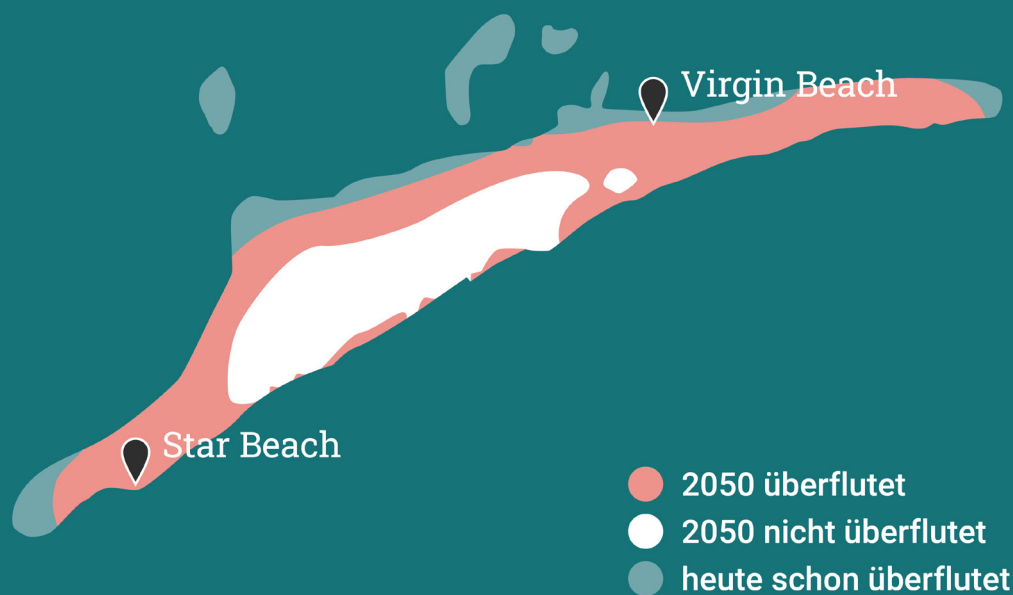 Virgin Beach
Star Beach
2050 überflutet
2050 nicht überflutet
heute schon überflutet